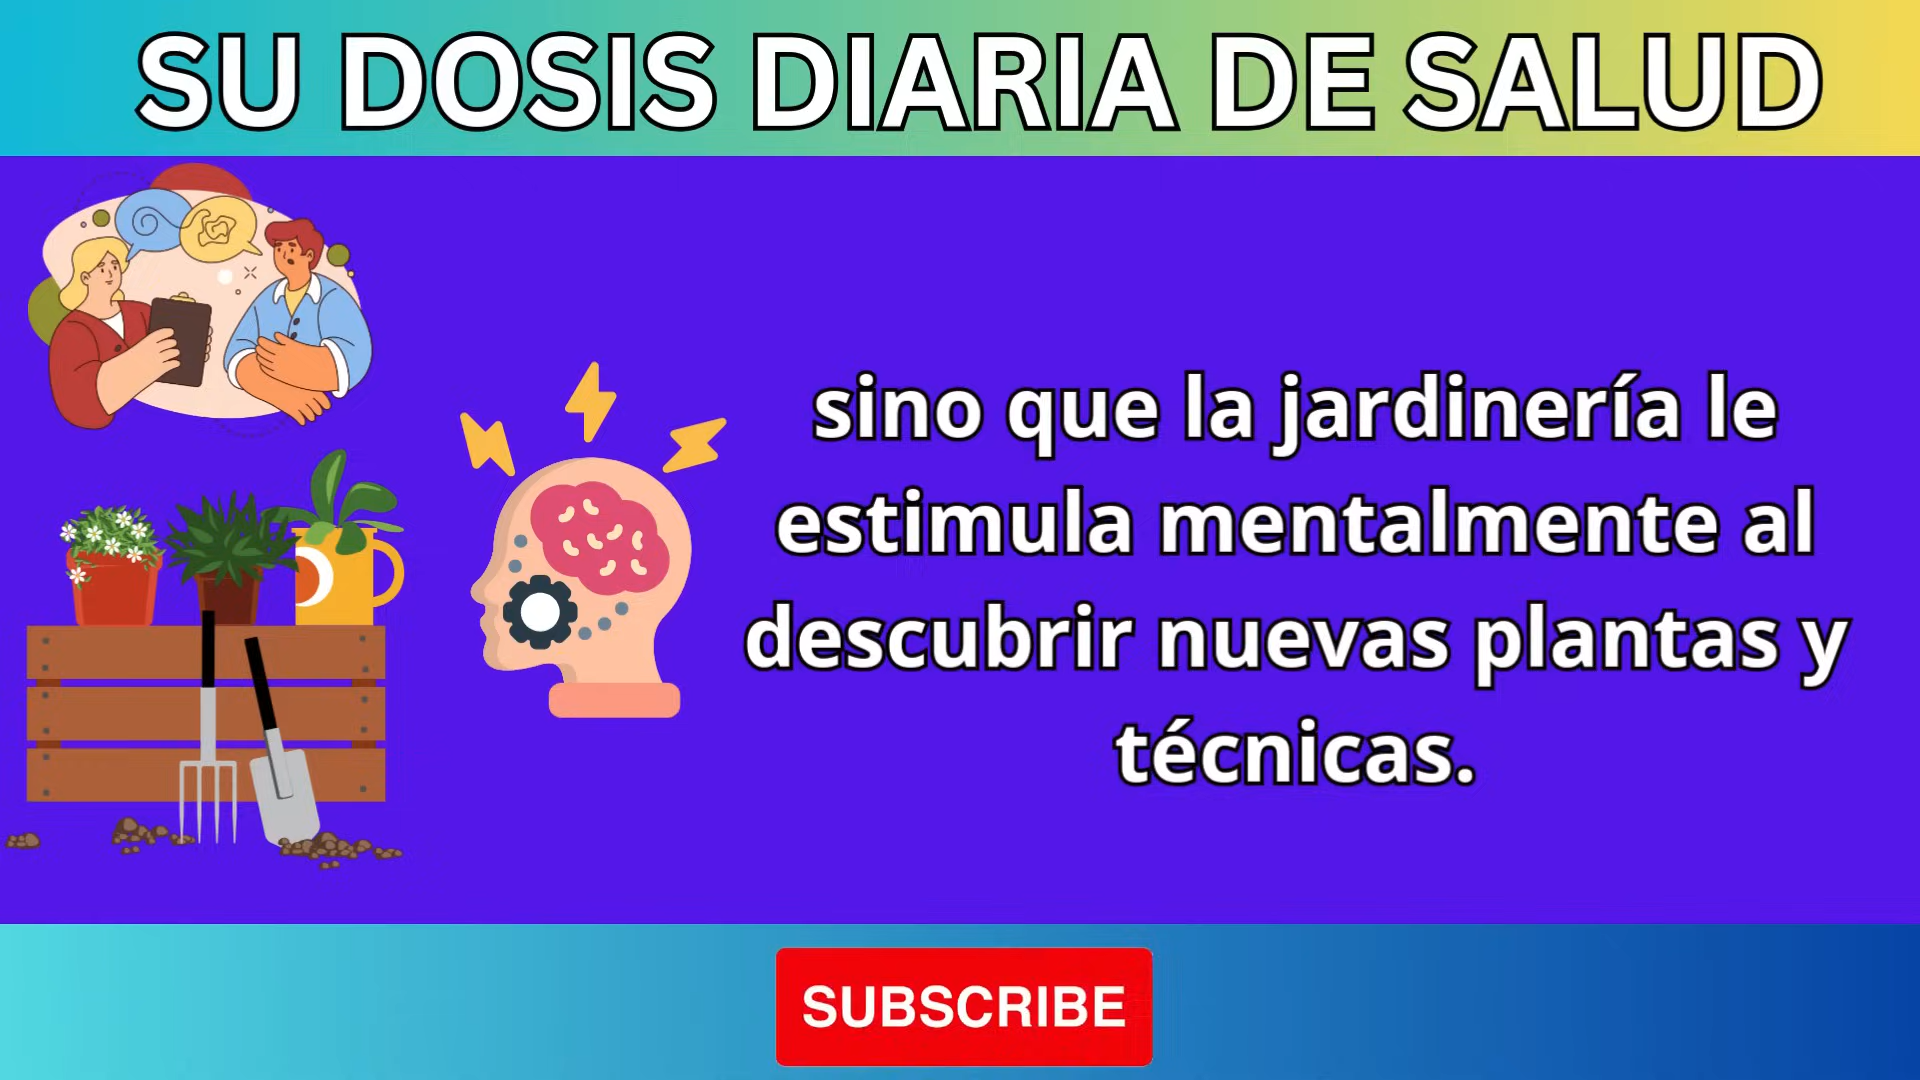 SU DOSIS DIARIA DE SALUD
sino que la jardinería le
estimula mentalmente al
descubrir nuevas plantas y
técnicas.
SUBSCRIBE